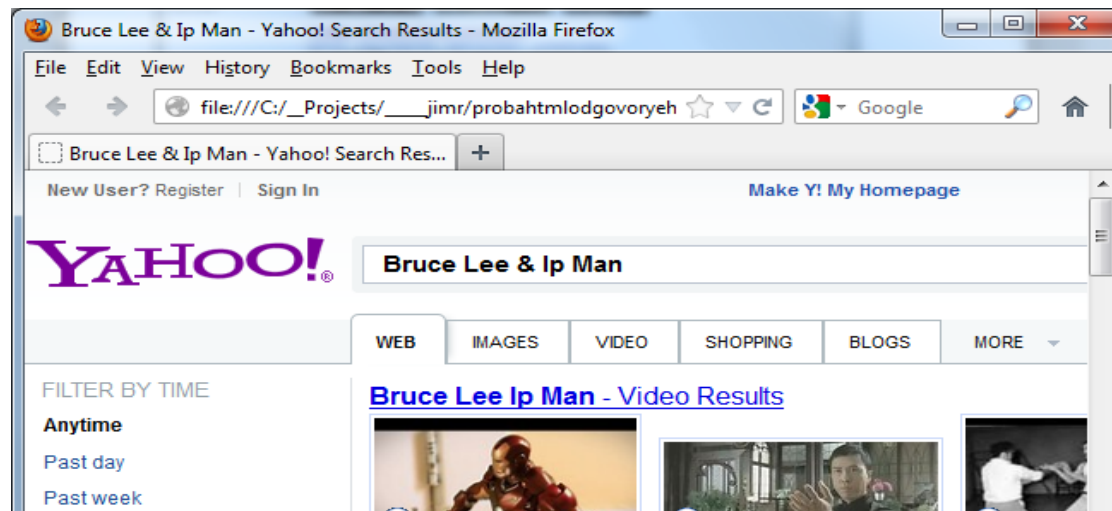 Bruce Lee & Ip Man - Yahoo! Search Results - Mozilla Firefox
File Edit View History Bookmarks Tools Help
file:///C:/__Projects/____jimr/probahtmlodgovoryeh Google
Bruce Lee & Ip Man - Yahoo! Search Res... +
New User? Register | Sign In Make Y! My Homepage
YAHOO!® Bruce Lee & Ip Man
WEB IMAGES VIDEO SHOPPING BLOGS MORE
FILTER BY TIME
Bruce Lee Ip Man - Video Results
Anytime
Past day
Past week